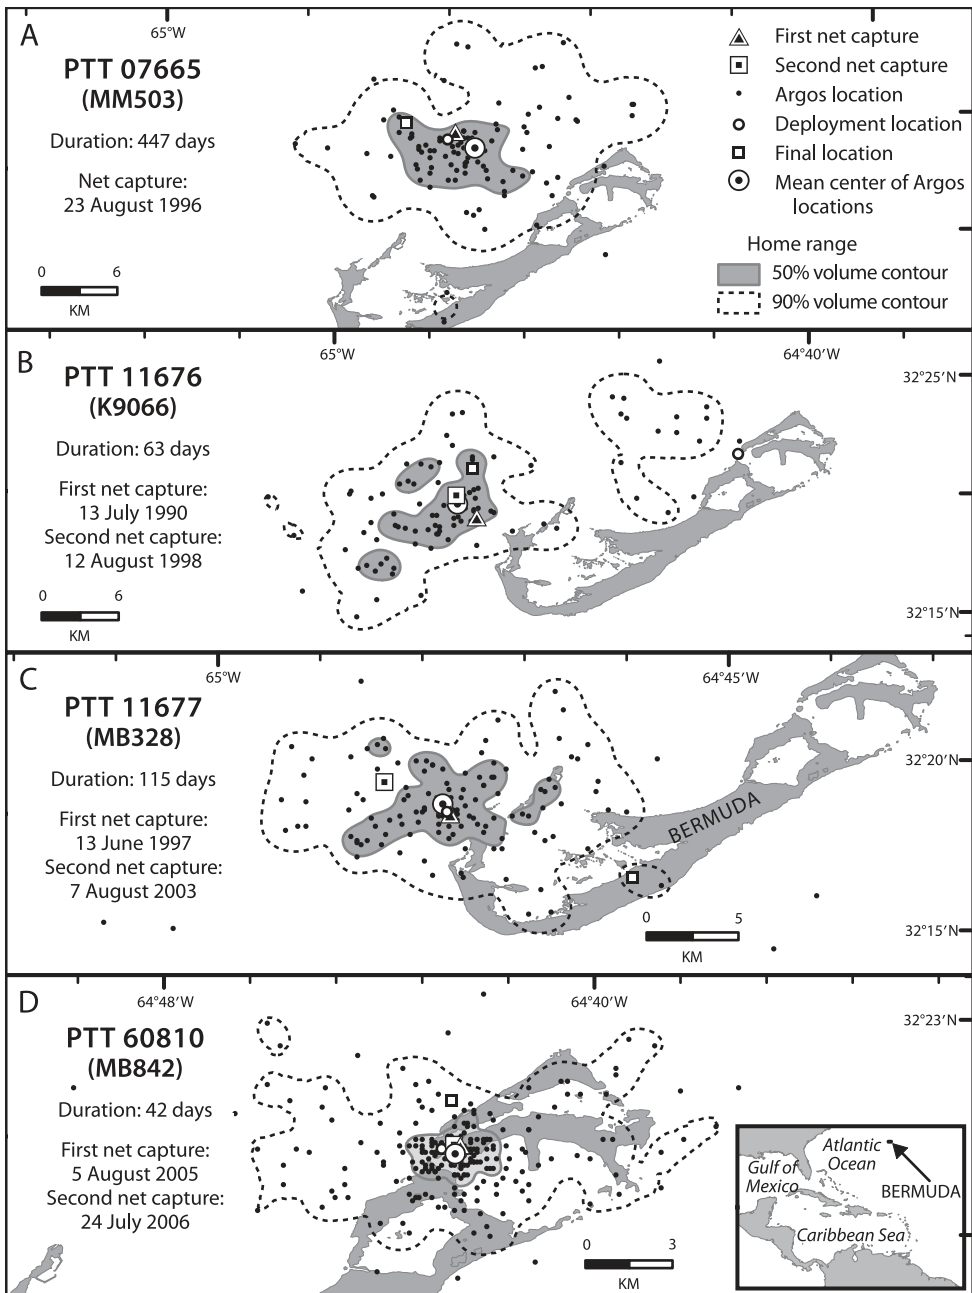 A
65°W
PTT 07665
(MM503)
Duration: 447 days
Net capture:
23 August 1996
0 6
KM
First net capture
Second net capture
Argos location
Deployment location
Final location
Mean center of Argos
locations
Home range
50% volume contour
90% volume contour
B
65°W
64°40'W
32°25'N
PTT 11676
(K9066)
Duration: 63 days
First net capture:
13 July 1990
Second net capture:
12 August 1998
0 6
KM
32°15'N
C
65°W
64°45'W
PTT 11677
(MB328)
32°20'N
Duration: 115 days
First net capture:
13 June 1997
Second net capture:
7 August 2003
BERMUDA
0 5
KM
32°15'N
D
64°48'W
64°40'W
32°23'N
PTT 60810
(MB842)
Duration: 42 days
First net capture:
5 August 2005
Second net capture:
24 July 2006
0 3
KM
Atlantic
Ocean
Gulf of
Mexico
BERMUDA
Caribbean Sea